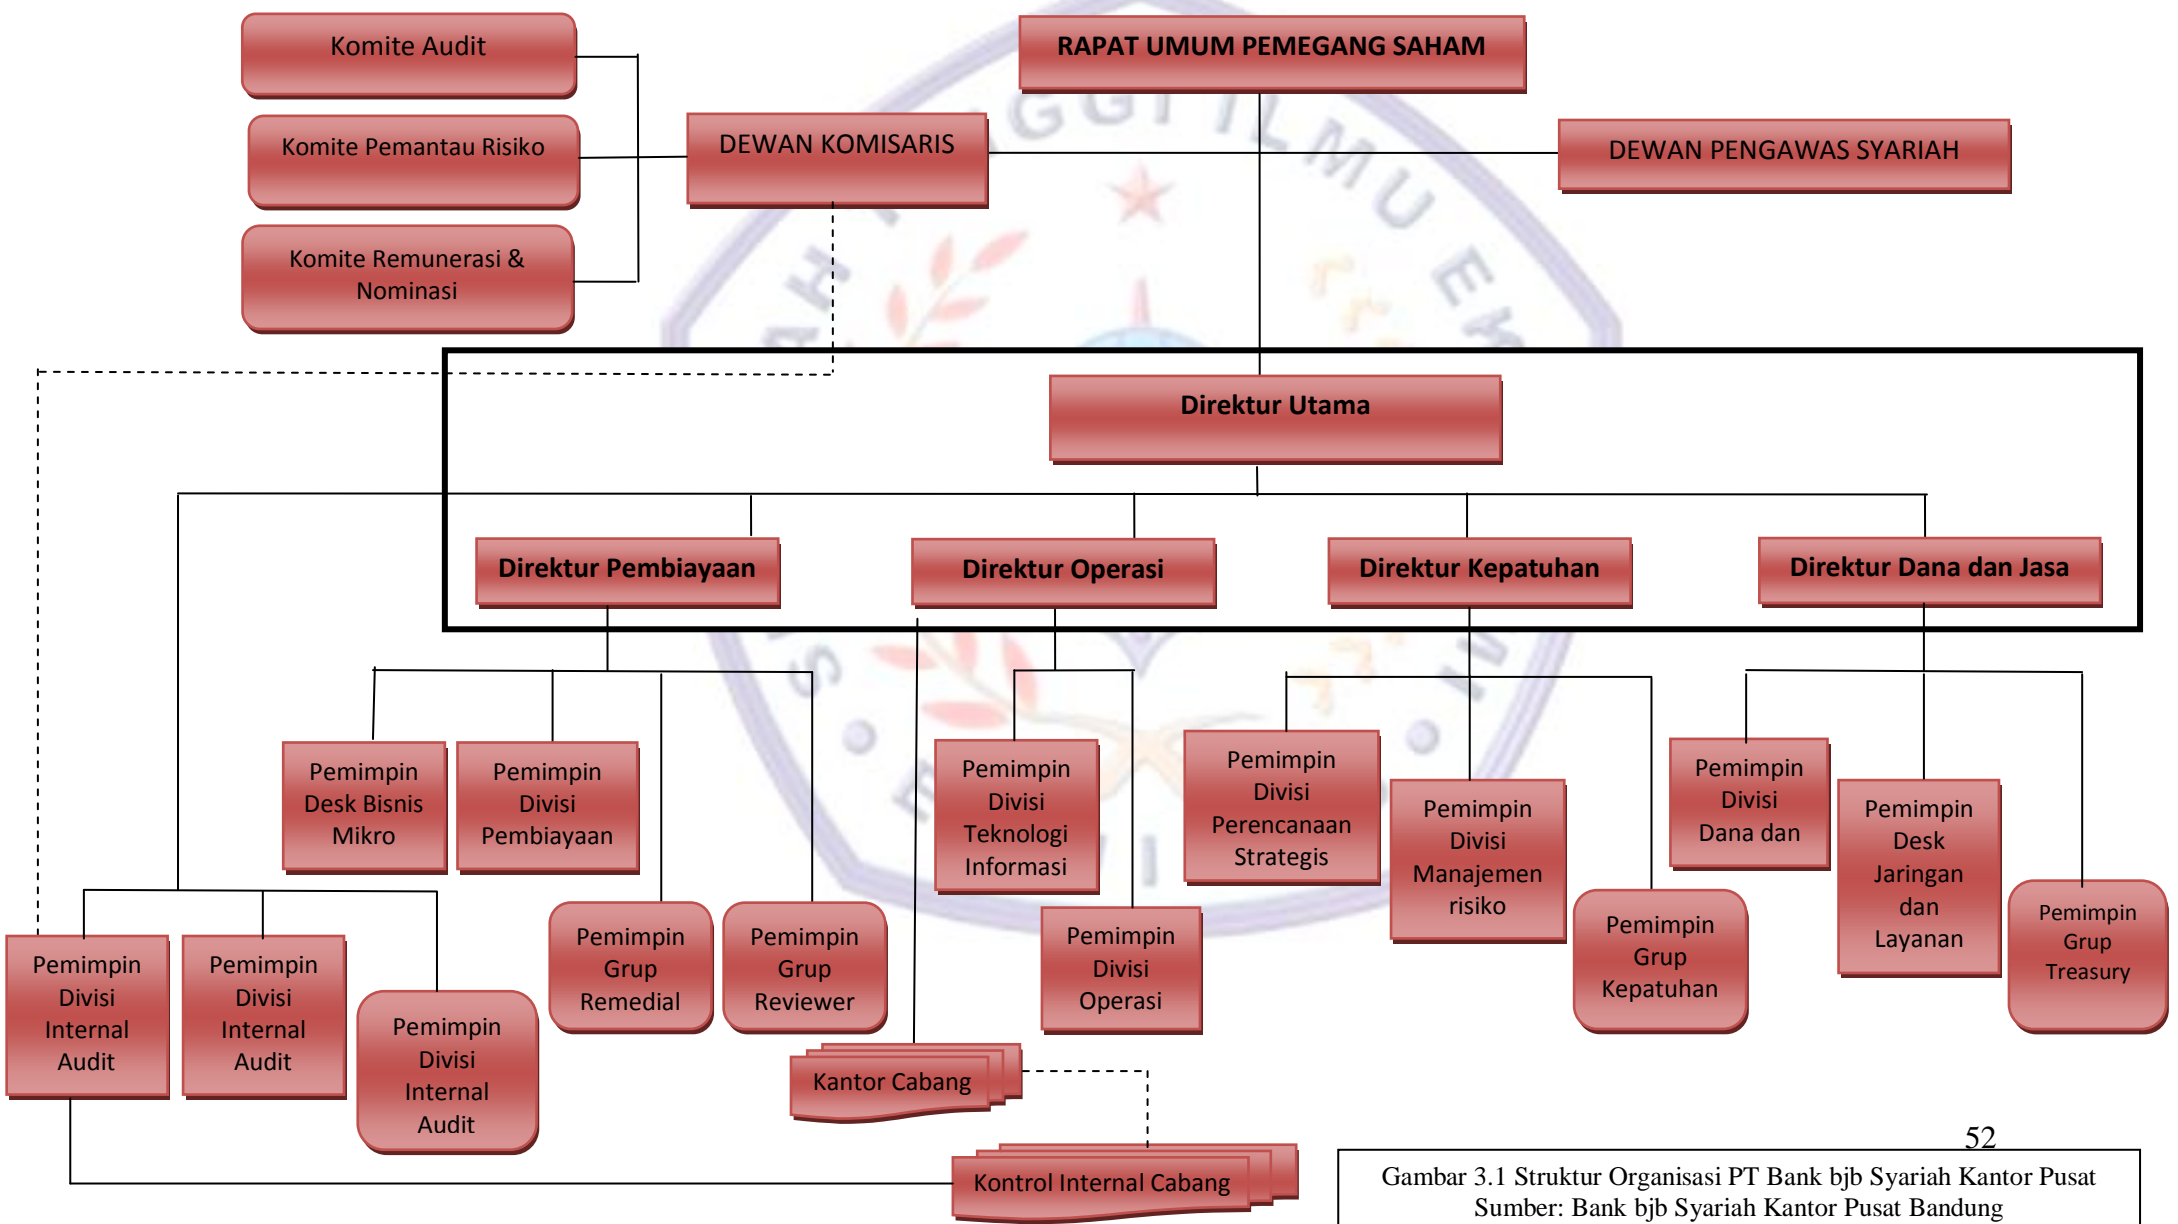 Komite Audit
RAPAT UMUM PEMEGANG SAHAM
Komite Pemantau Risiko
DEWAN KOMISARIS
DEWAN PENGAWAS SYARIAH
Komite Remunerasi &
Nominasi
Direktur Utama
Direktur Pembiayaan
Direktur Operasi
Direktur Kepatuhan
Direktur Dana dan Jasa
Pemimpin
Desk Bisnis
Mikro
Pemimpin
Divisi
Pembiayaan
Pemimpin
Divisi
Teknologi
Informasi
Pemimpin
Divisi
Perencanaan
Strategis
Pemimpin
Divisi
Manajemen
risiko
Pemimpin
Divisi
Dana dan
Pemimpin
Desk
Jaringan
dan
Layanan
Pemimpin
Divisi
Internal
Audit
Pemimpin
Divisi
Internal
Audit
Pemimpin
Divisi
Internal
Audit
Pemimpin
Grup
Remedial
Pemimpin
Grup
Reviewer
Pemimpin
Divisi
Operasi
Pemimpin
Grup
Kepatuhan
Pemimpin
Grup
Treasury
Kantor Cabang
Kontrol Internal Cabang
52
Gambar 3.1 Struktur Organisasi PT Bank bjb Syariah Kantor Pusat
Sumber: Bank bjb Syariah Kantor Pusat Bandung